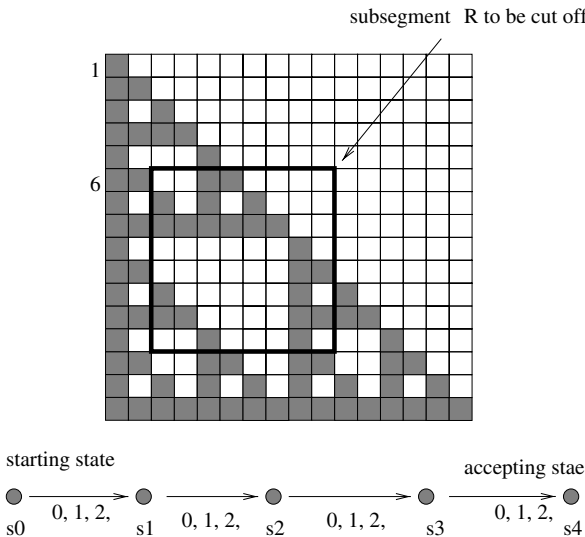 subsegment R to be cut off
1
6
starting state
accepting stae
0, 1, 2,
0, 1, 2,
0, 1, 2,
0, 1, 2,
s0
s1
s2
s3
s4